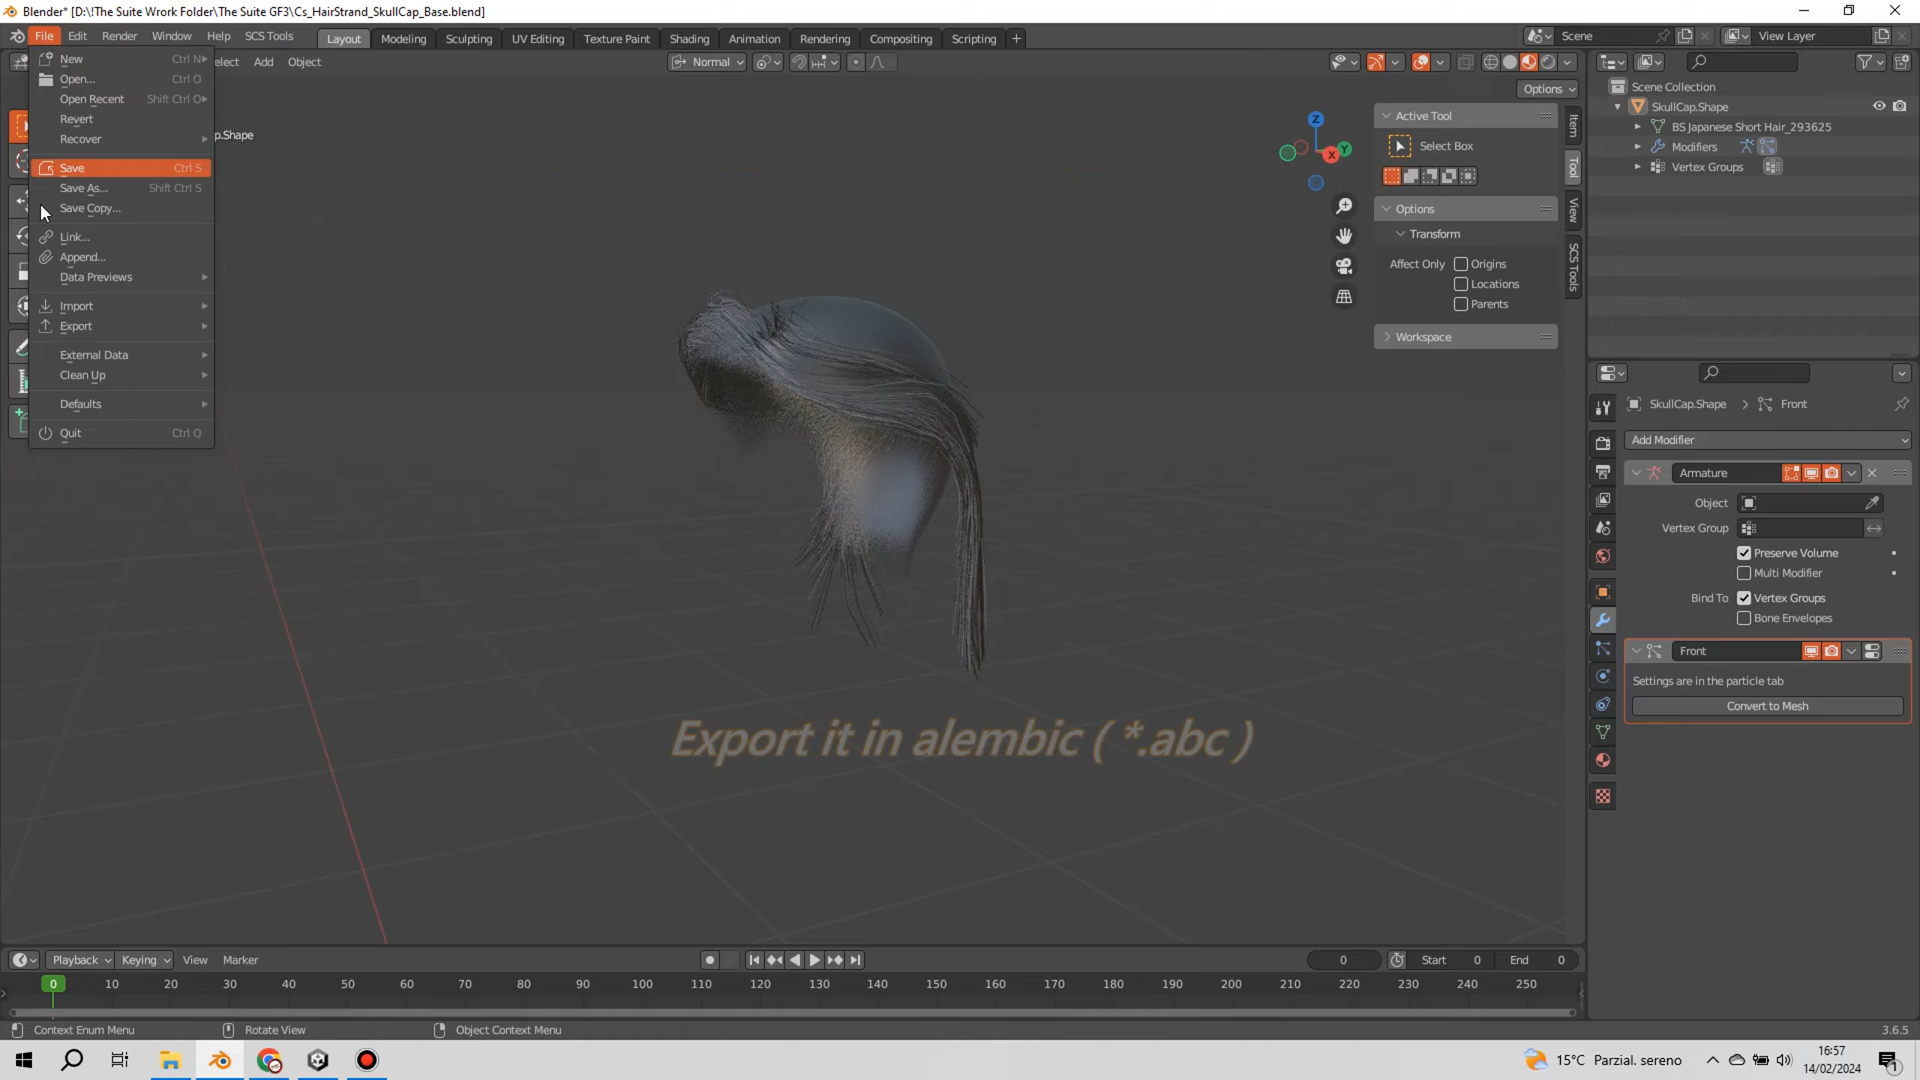 Blender* [D:\!The Suite Wrork Folder\The Suite GF3\Cs_HairStrand_SkullCap_Base.blend]
File Edit Render Window Help SCS Tools Layout Modeling Sculpting UV Editing Texture Paint Shading Animation Rendering Compositing Scripting + Scene View Layer
elect Add Object Normal
Options
New Ctrl N
Open... Ctrl O
Open Recent Shift Ctrl O
Revert
Recover
p.Shape
Save Ctrl S
Save As... Shift Ctrl S
Save Copy...
Link...
Append...
Data Previews
Import
Export
External Data
Clean Up
Defaults
Quit Ctrl Q
Z
Y
X
Active Tool
Select Box
Options
Transform
Affect Only Origins
Locations
Parents
Workspace
Item
Tool
View
SCS Tools
Scene Collection
SkullCap.Shape
BS Japanese Short Hair_293625
Modifiers
Vertex Groups
SkullCap.Shape > Front
Add Modifier
Armature
Object
Vertex Group
Preserve Volume
Multi Modifier
Bind To Vertex Groups
Bone Envelopes
Front
Settings are in the particle tab
Convert to Mesh
Export it in alembic ( *.abc )
Playback Keying View Marker 0 Start 0 End 0
0 10 20 30 40 50 60 70 80 90 100 110 120 130 140 150 160 170 180 190 200 210 220 230 240 250
Context Enum Menu Rotate View Object Context Menu 3.6.5
15°C Parzial. sereno
16:57
14/02/2024
1